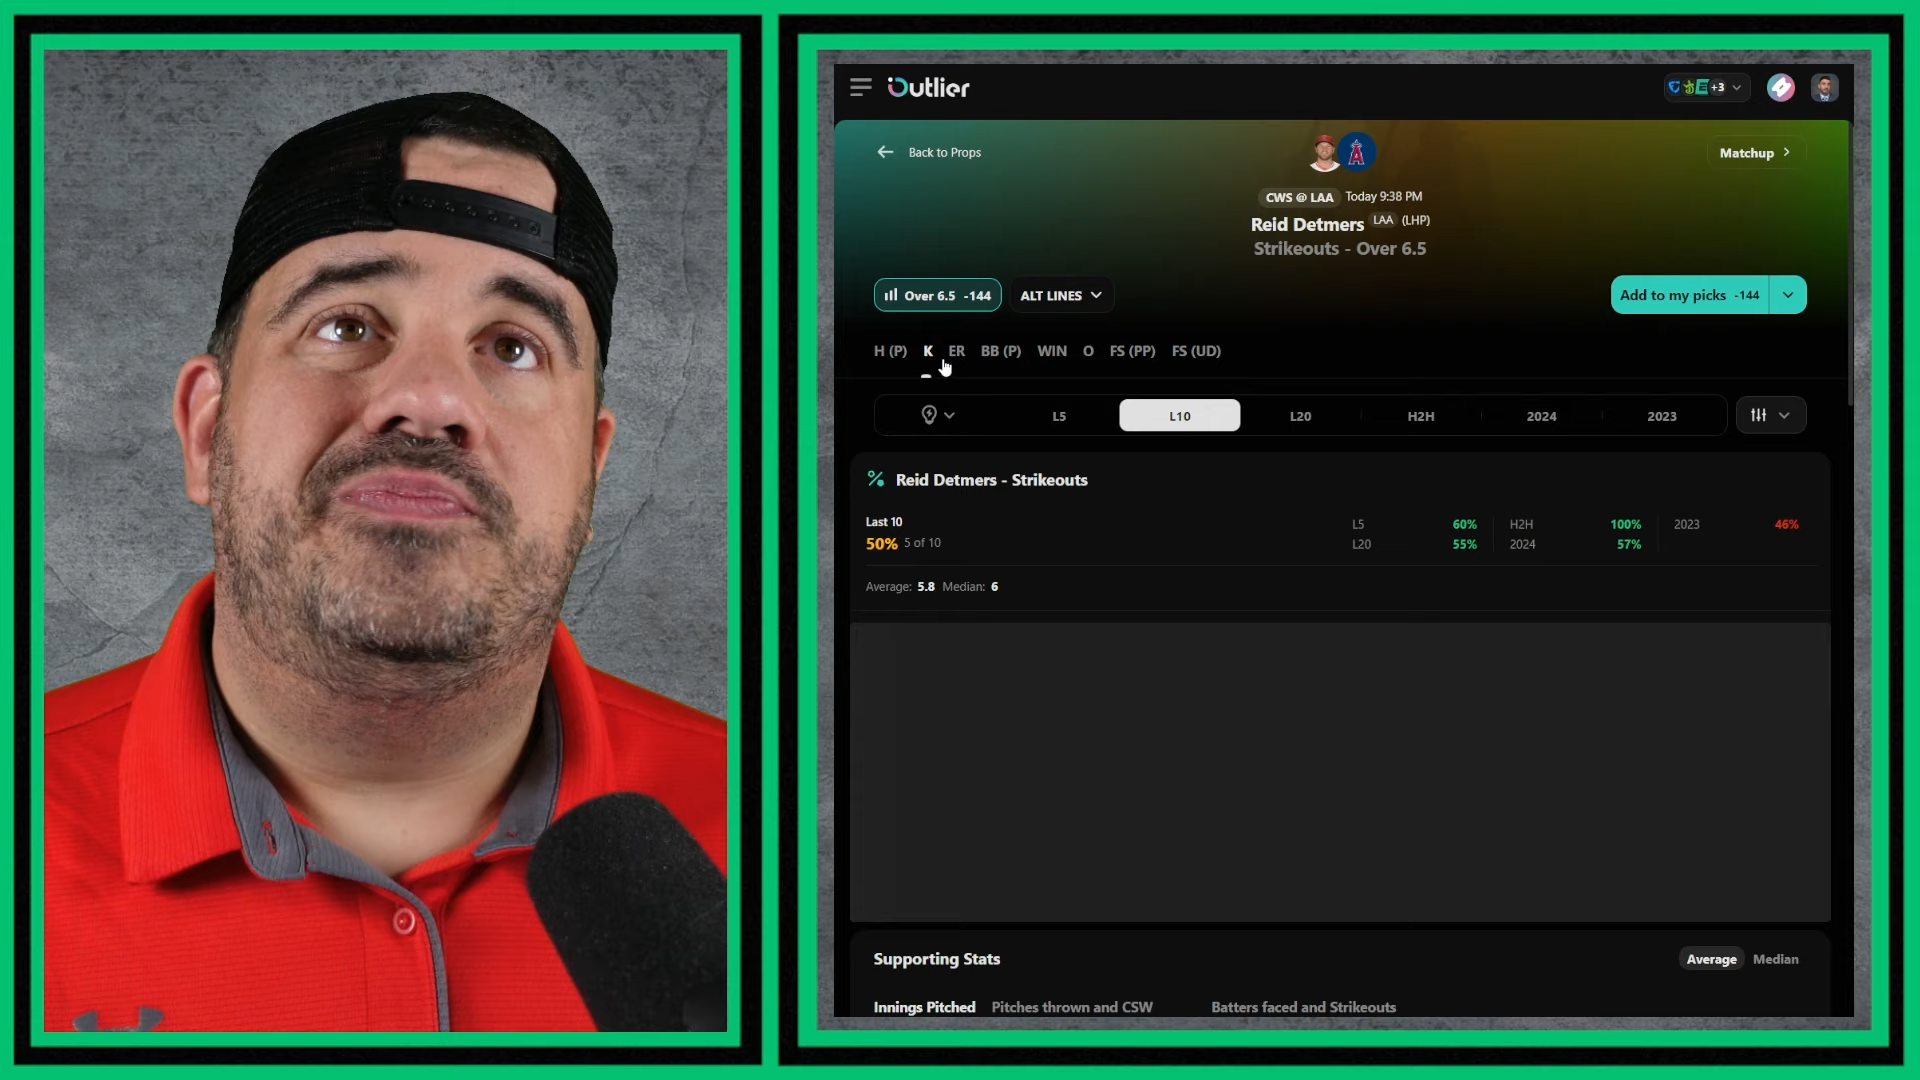 Outlier
+3
Back to Props
Matchup
CWS @ LAA Today 9:38 PM
Reid Detmers LAA (LHP)
Strikeouts - Over 6.5
Over 6.5 -144
ALT LINES
Add to my picks -144
H (P) K ER BB (P) WIN O FS (PP) FS (UD)
L5 L10 L20 H2H 2024 2023
Reid Detmers - Strikeouts
Last 10
50% 5 of 10
L5 60% H2H 100% 2023 46%
L20 55% 2024 57%
Average: 5.8 Median: 6
Supporting Stats
Average Median
Innings Pitched Pitches thrown and CSW Batters faced and Strikeouts